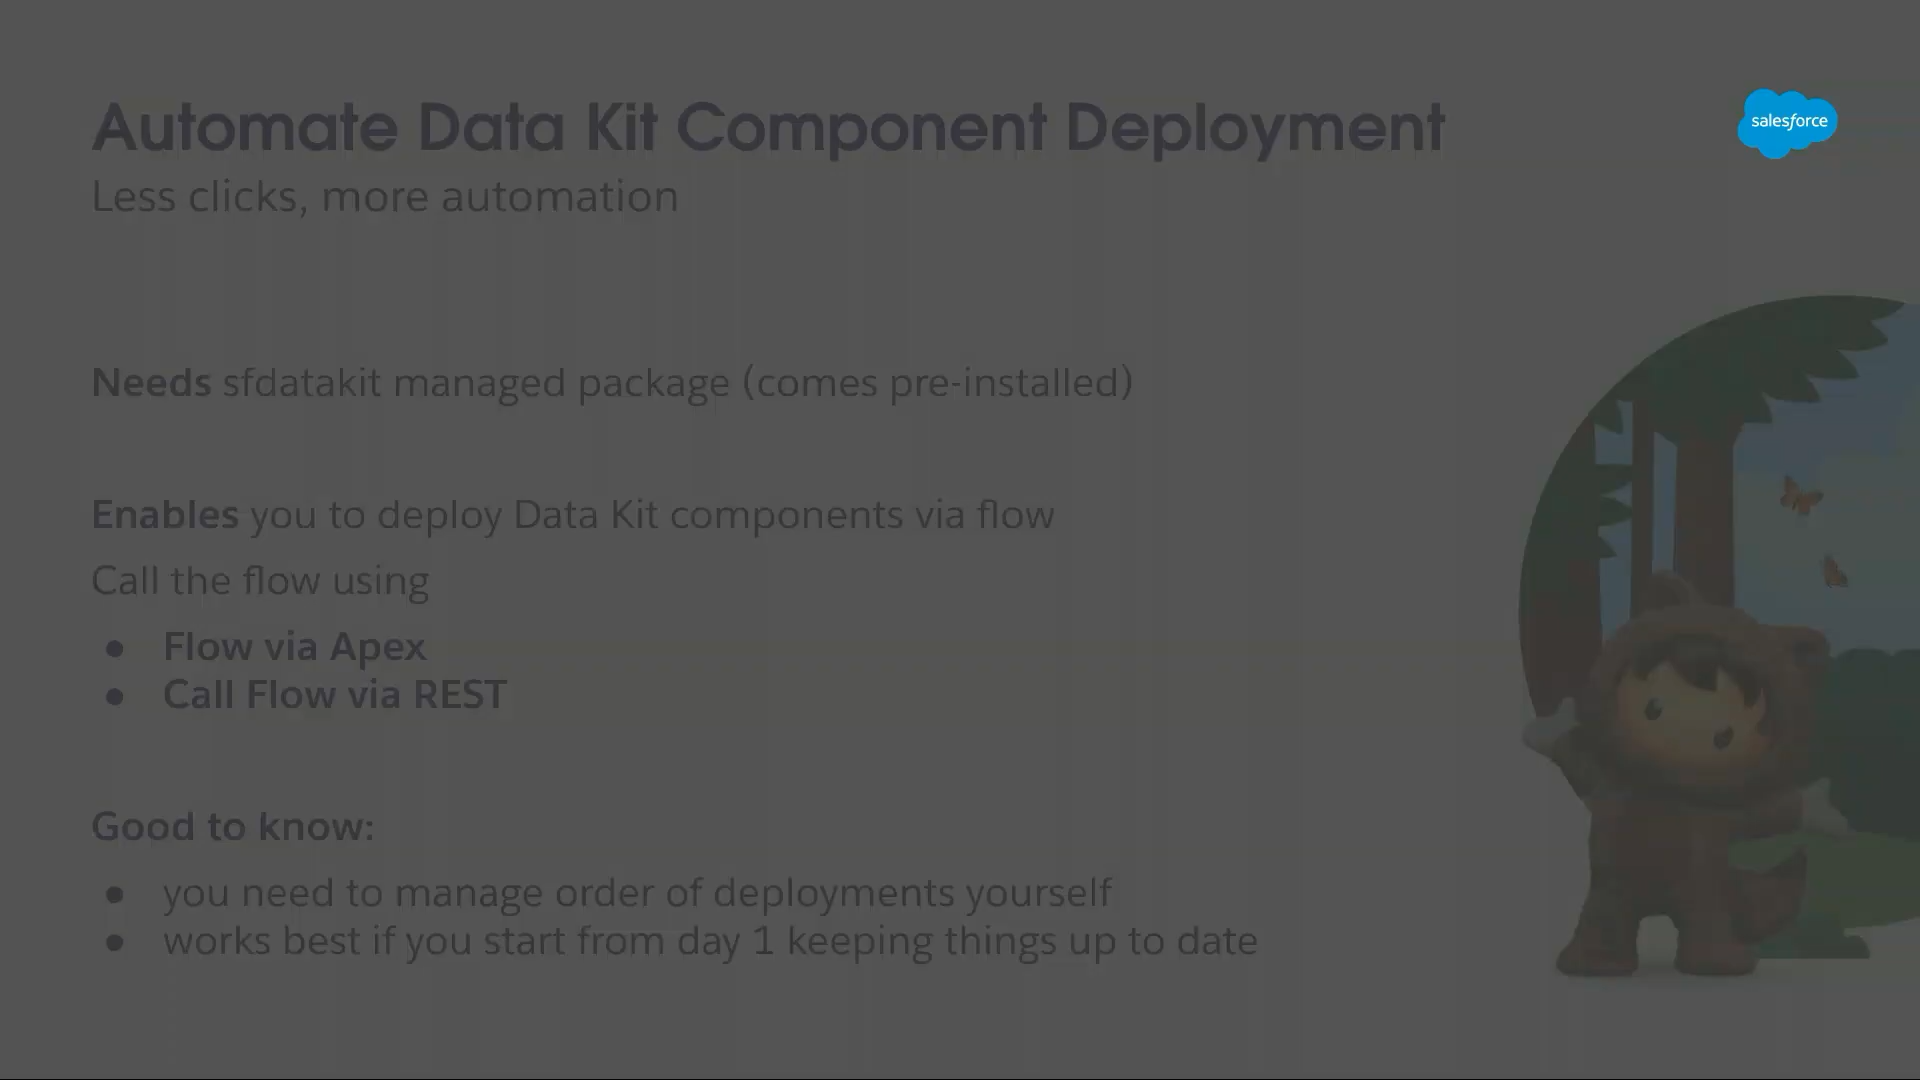 Automate Data Kit Component Deployment
salesforce
Less clicks, more automation
Needs sfdatakit managed package (comes pre-installed)
Enables you to deploy Data Kit components via flow
Call the flow using
● Flow via Apex
● Call Flow via REST
Good to know:
● you need to manage order of deployments yourself
● works best if you start from day 1 keeping things up to date